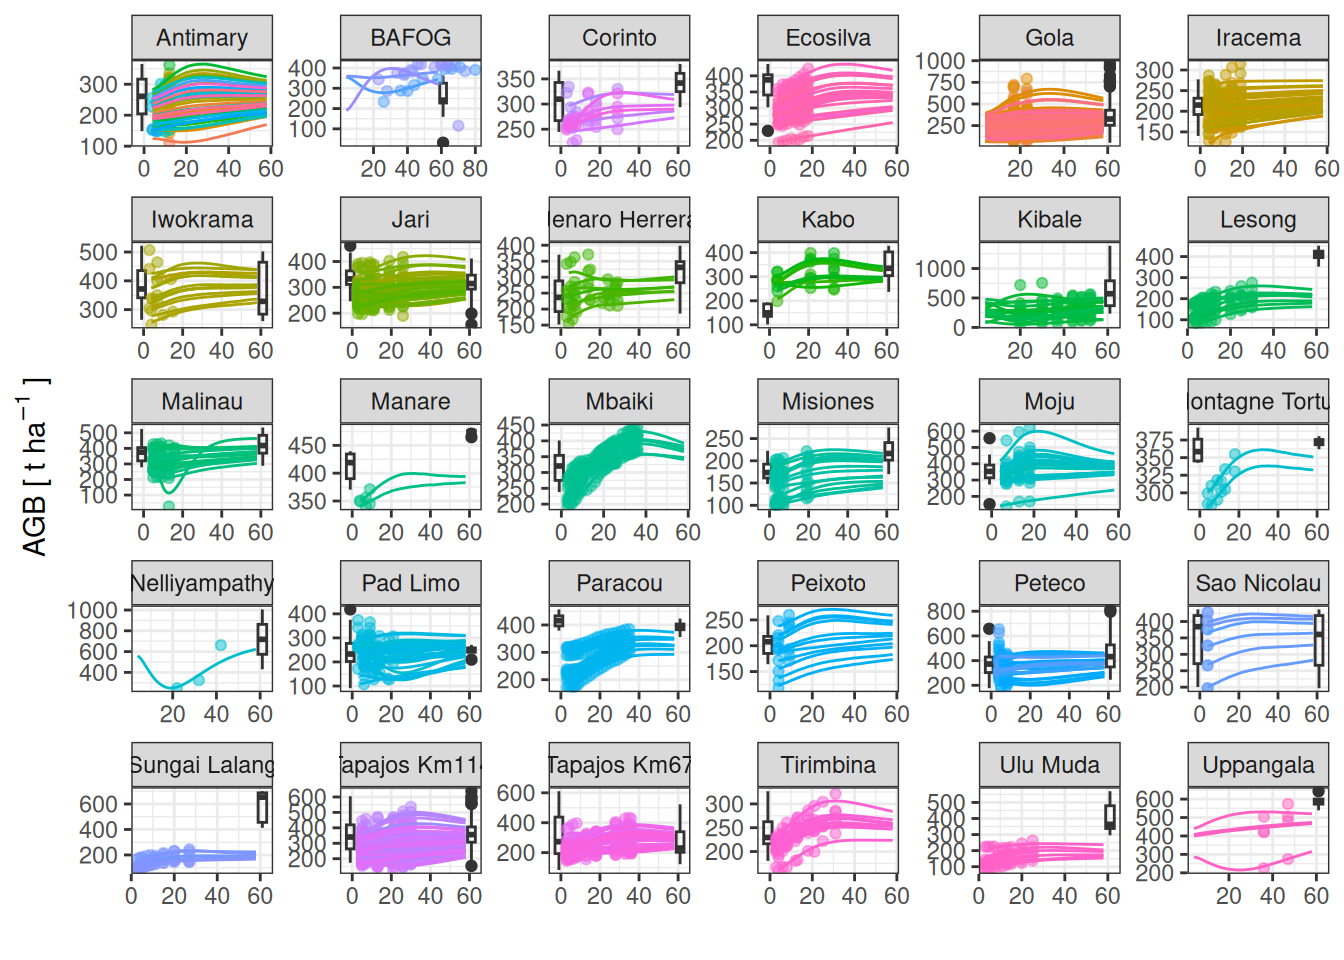 Antimary BAFOG Corinto Ecosilva Gola Iracema
300 200 100
400 300 200 100
350 300 250
400 350 300 250 200
1000 750 500 250
300 250 200 150
0 20 40 60 20 40 60 80 0 20 40 60 0 20 40 60 20 40 60 0 20 40 60
Iwokrama Jari enaro Herrera Kabo Kibale Lesong
500 400 300
400 300 200
400 350 300 250 200 150
400 300 200 100
1000 500 0
400 300 200 100
0 20 40 60 0 20 40 60 0 20 40 60 0 20 40 60 20 40 60 0 20 40 60
AGB [ t ha−1 ]
Malinau Manare Mbaiki Misiones Moju ontagne Tortu
500 400 300 200 100
450 400 350
450 400 350 300 250 200
250 200 150 100
600 500 400 300 200
375 350 325 300
0 20 40 60 0 20 40 60 0 20 40 60 0 20 40 60 0 20 40 60 0 20 40 60
Nelliyampathy Pad Limo Paracou Peixoto Peteco Sao Nicolau
1000 800 600 400
400 300 200 100
400 300 200
250 200 150
800 600 400 200
400 350 300 250 200
20 40 60 0 20 40 60 0 20 40 60 0 20 40 60 0 20 40 60 0 20 40 60
Sungai Lalang apajos Km114 Tapajos Km67 Tirimbina Ulu Muda Uppangala
600 400 200
600 500 400 300 200
600 400 200
300 250 200
500 400 300 200 100
600 500 400 300 200
0 20 40 60 0 20 40 60 0 20 40 60 0 20 40 60 0 20 40 60 20 40 60